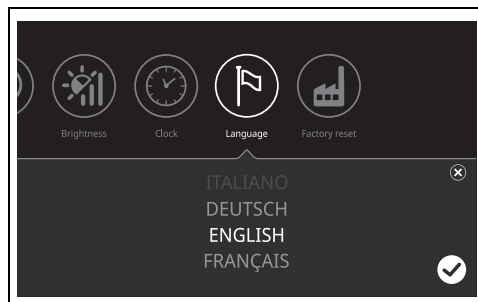 Brightness Clock Language Factory reset
ITALIANO
DEUTSCH
ENGLISH
FRANÇAIS